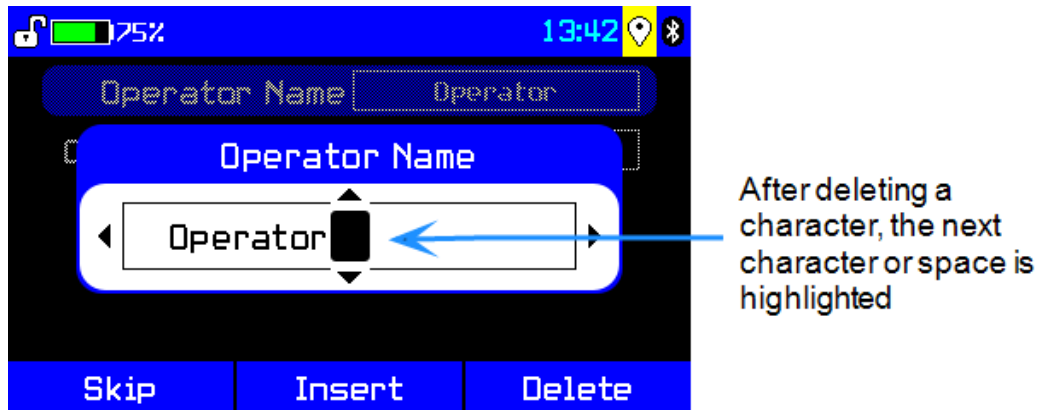 75% 13:42
Operator Name Operator
Operator Name
Operator
After deleting a
character, the next
character or space is
highlighted
Skip Insert Delete